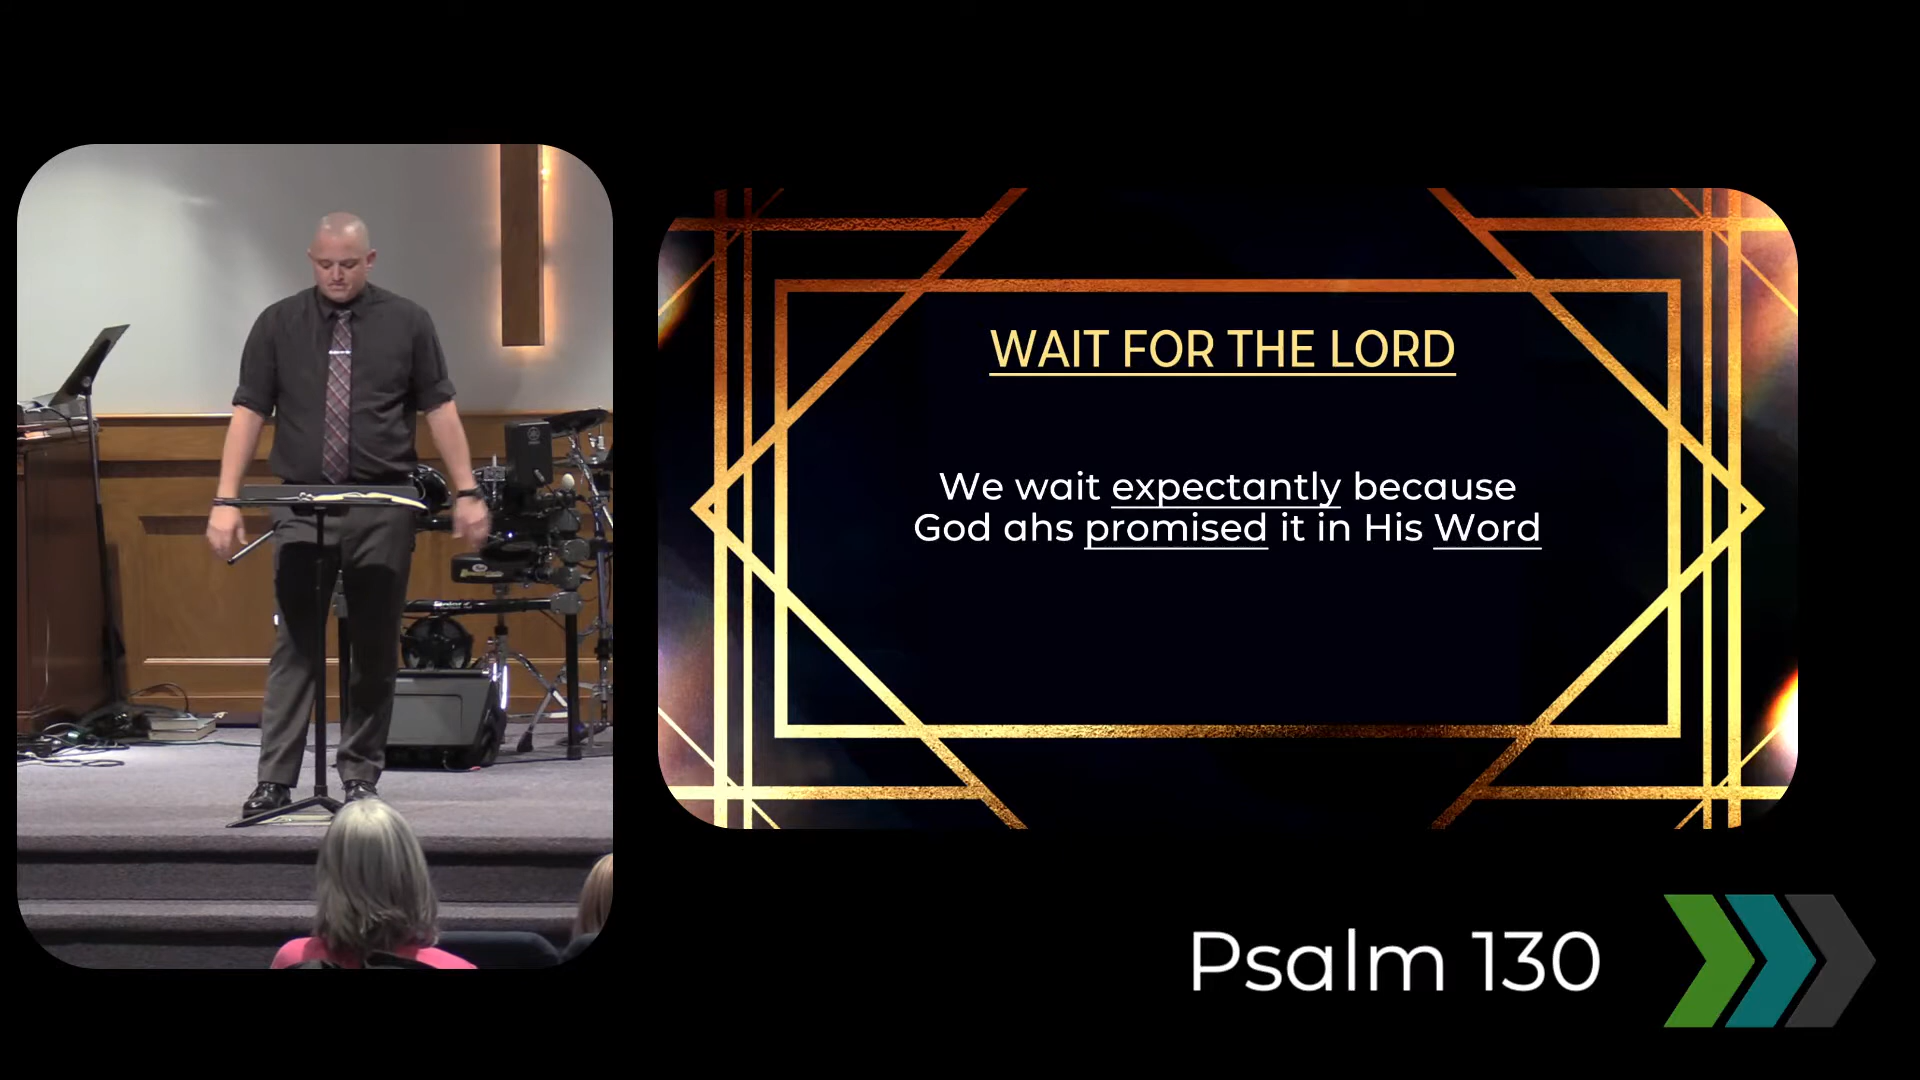 WAIT FOR THE LORD
We wait expectantly because
God ahs promised it in His Word
Psalm 130